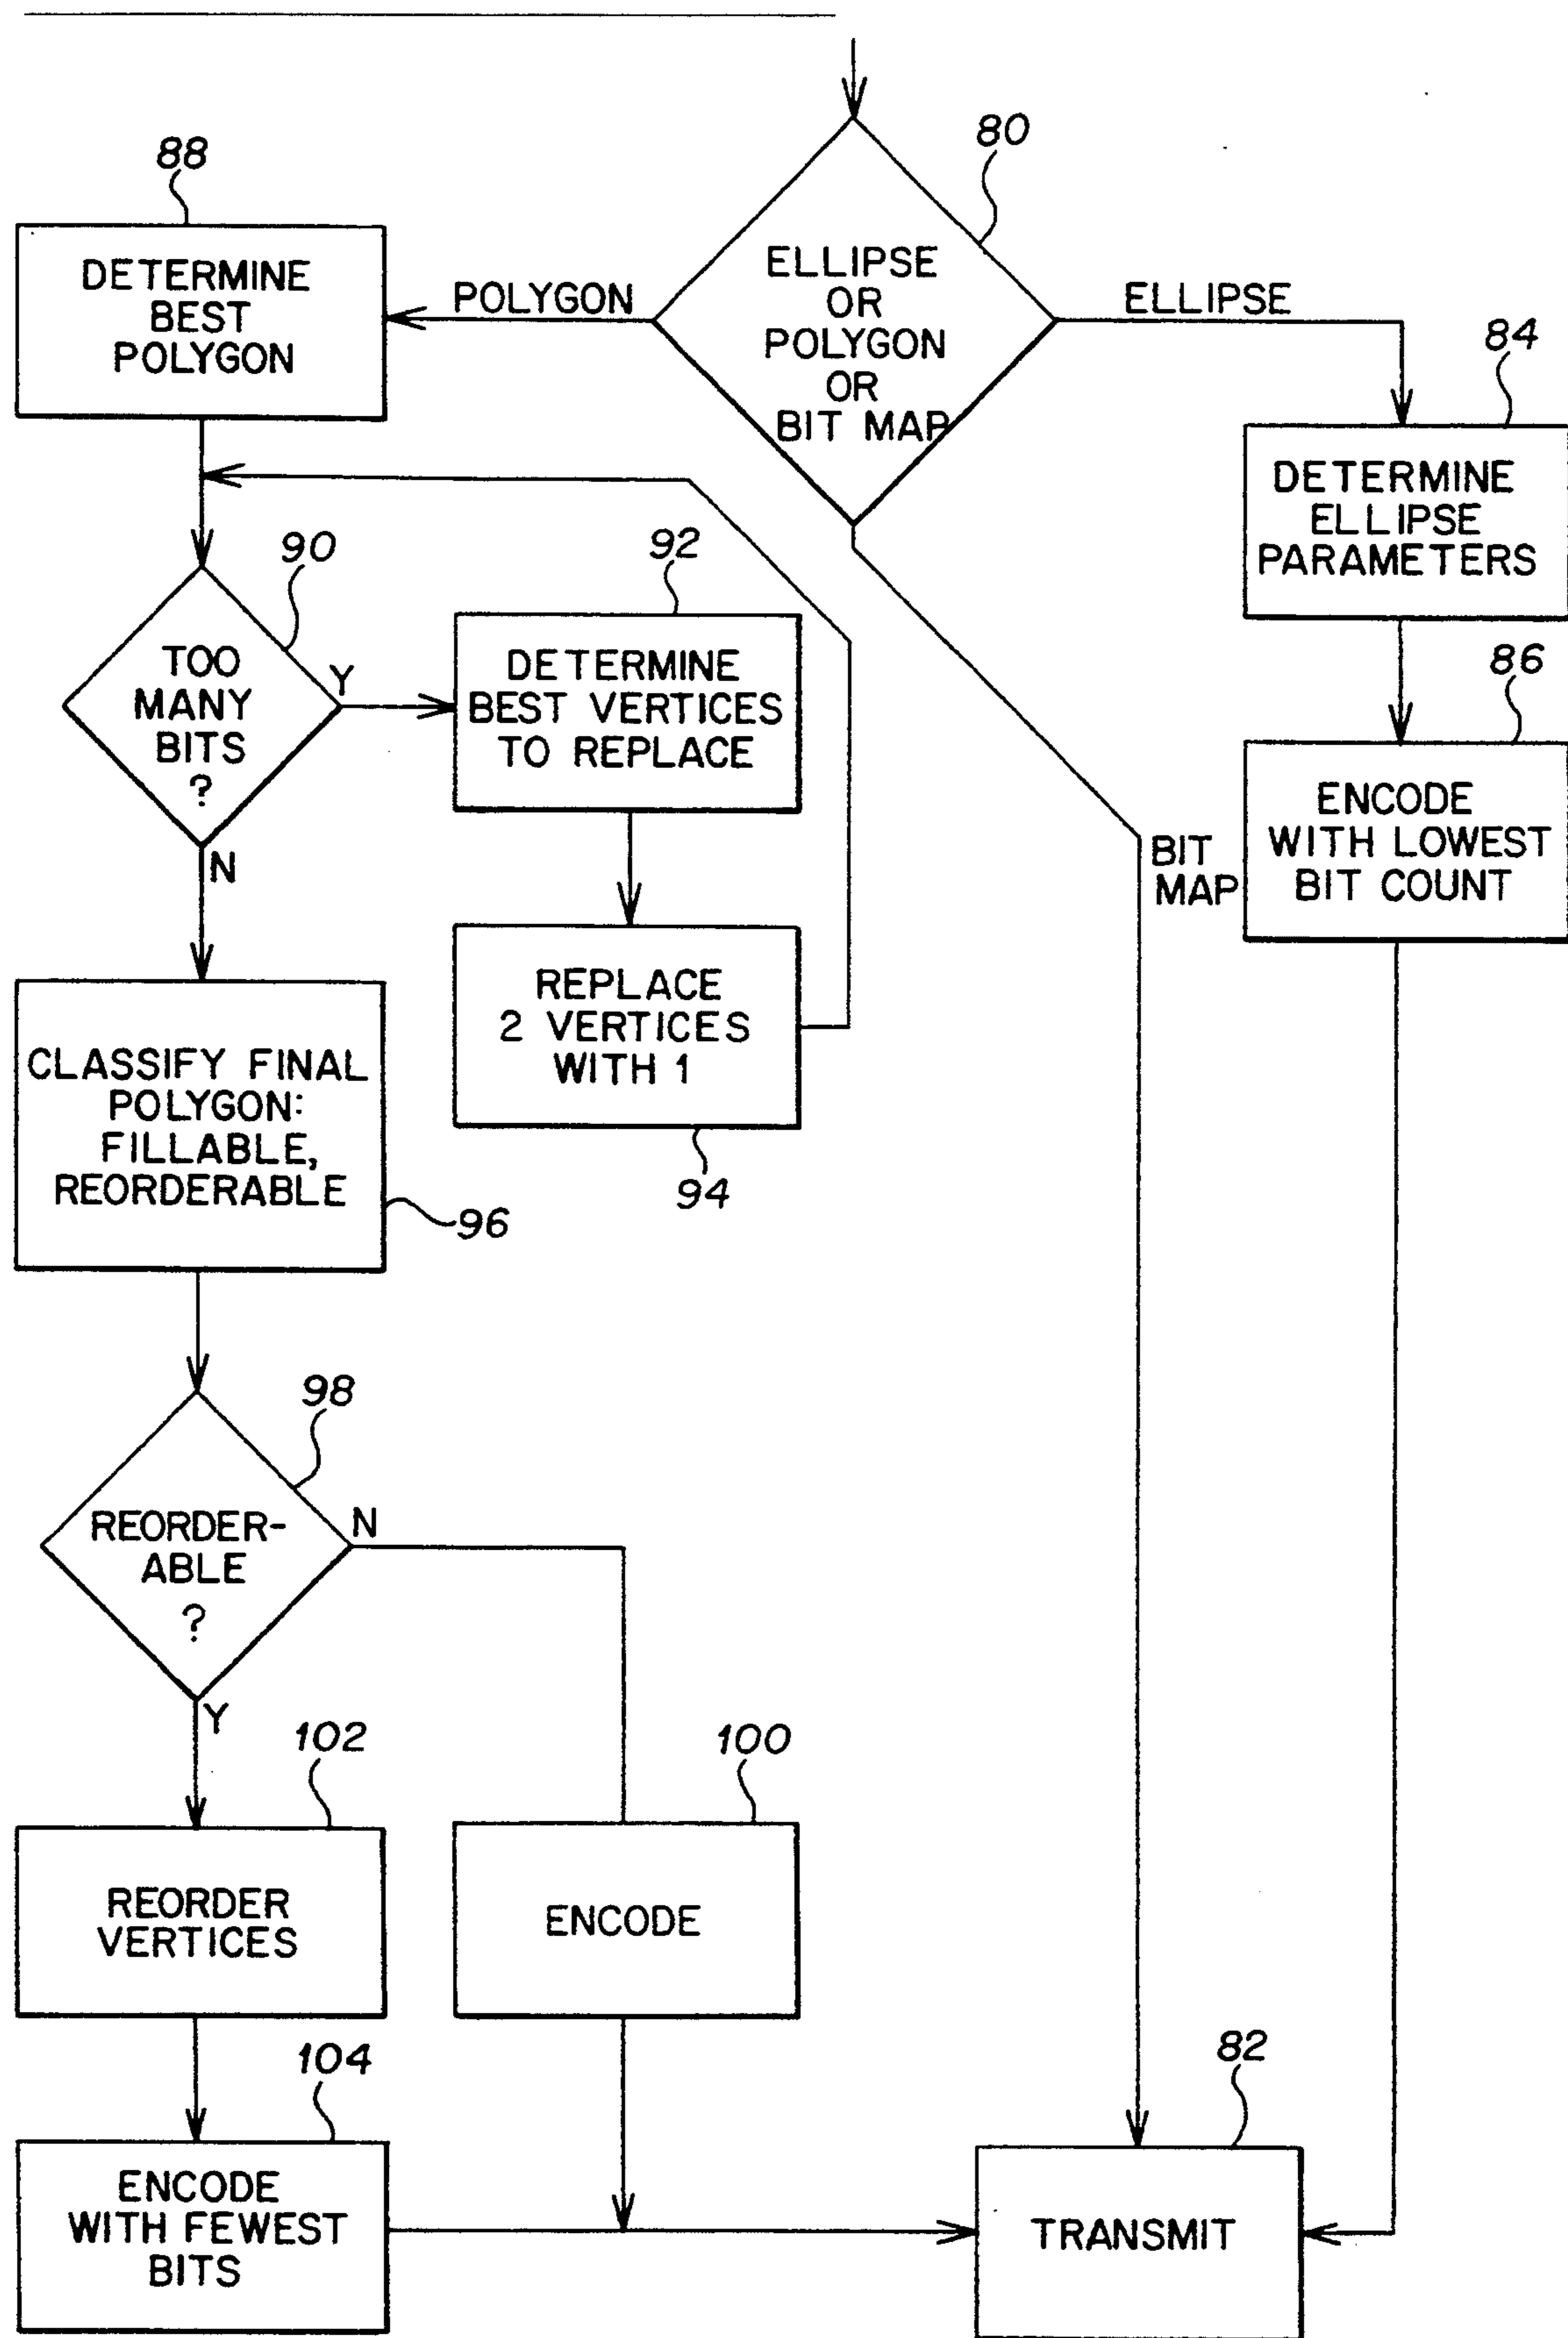 80
88
ELLIPSE
OR
POLYGON
OR
BIT MAP
DETERMINE
BEST
POLYGON
POLYGON
ELLIPSE
84
DETERMINE
ELLIPSE
PARAMETERS
90
92
TOO
MANY
BITS
?
Y
N
DETERMINE
BEST VERTICES
TO REPLACE
86
ENCODE
WITH LOWEST
BIT COUNT
BIT
MAP
REPLACE
2 VERTICES
WITH 1
94
CLASSIFY FINAL
POLYGON:
FILLABLE,
REORDERABLE
96
98
REORDER-
ABLE
?
N
Y
102
100
REORDER
VERTICES
ENCODE
104
82
ENCODE
WITH FEWEST
BITS
TRANSMIT